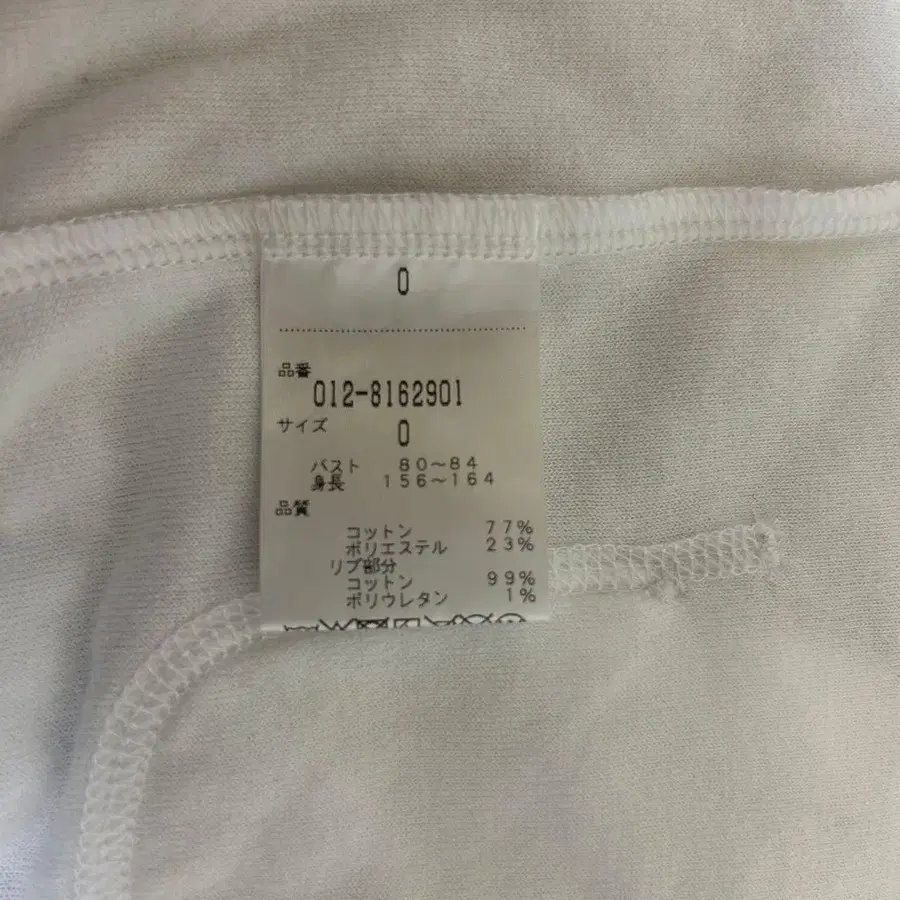 0
品番
012-8162901
サイズ
0
バスト 80～84
身長 156～164
品質
コットン 77%
ポリエステル 23%
リブ部分
コットン 99%
ポリウレタン 1%